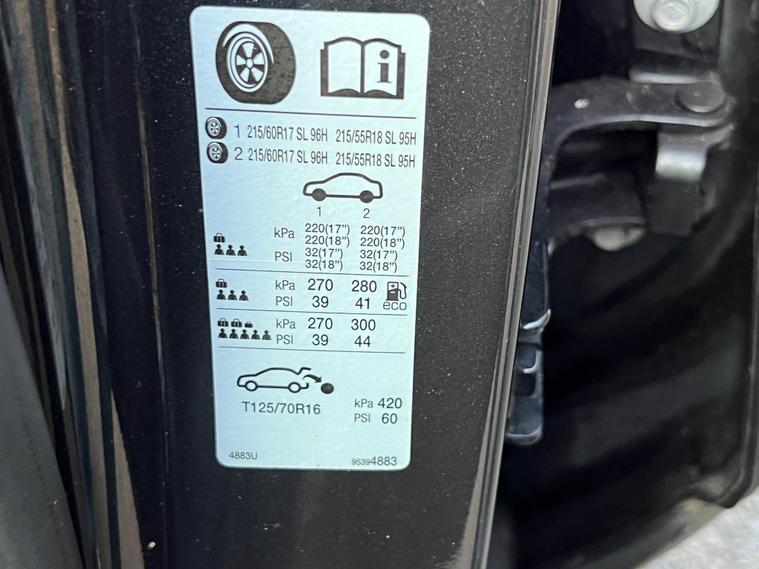 i
1 215/60R17 SL 96H 215/55R18 SL 95H
2 215/60R17 SL 96H 215/55R18 SL 95H
1 2
kPa 220(17") 220(17")
220(18") 220(18")
PSI 32(17") 32(17")
32(18") 32(18")
kPa 270 280
PSI 39 41 eco
kPa 270 300
PSI 39 44
T125/70R16 kPa 420
PSI 60
4883U 95394883